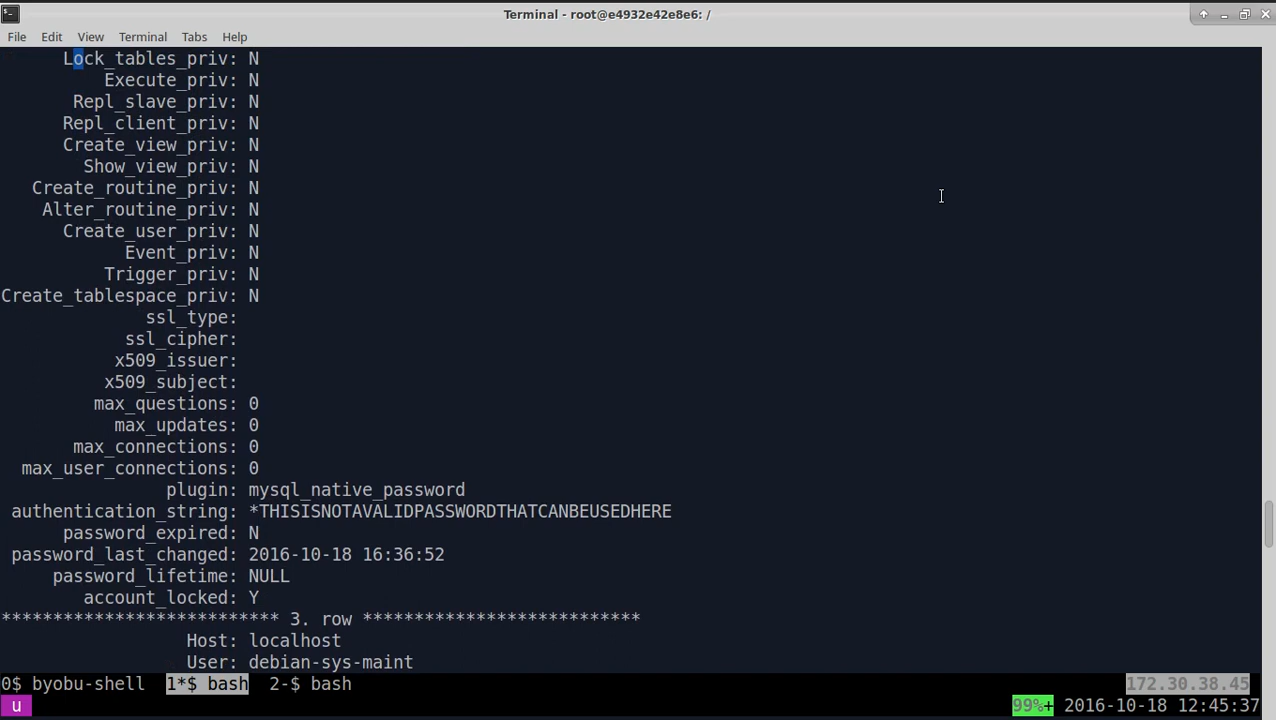 Terminal - root@e4932e42e8e6: /
File Edit View Terminal Tabs Help
Lock_tables_priv: N
Execute_priv: N
Repl_slave_priv: N
Repl_client_priv: N
Create_view_priv: N
Show_view_priv: N
Create_routine_priv: N
Alter_routine_priv: N
Create_user_priv: N
Event_priv: N
Trigger_priv: N
Create_tablespace_priv: N
ssl_type:
ssl_cipher:
x509_issuer:
x509_subject:
max_questions: 0
max_updates: 0
max_connections: 0
max_user_connections: 0
plugin: mysql_native_password
authentication_string: *THISISNOTAVALIDPASSWORDTHATCANBEUSEDHERE
password_expired: N
password_last_changed: 2016-10-18 16:36:52
password_lifetime: NULL
account_locked: Y
*************************** 3. row ***************************
Host: localhost
User: debian-sys-maint
0$ byobu-shell 1*$ bash 2-$ bash 172.30.38.45
u 99%+ 2016-10-18 12:45:37